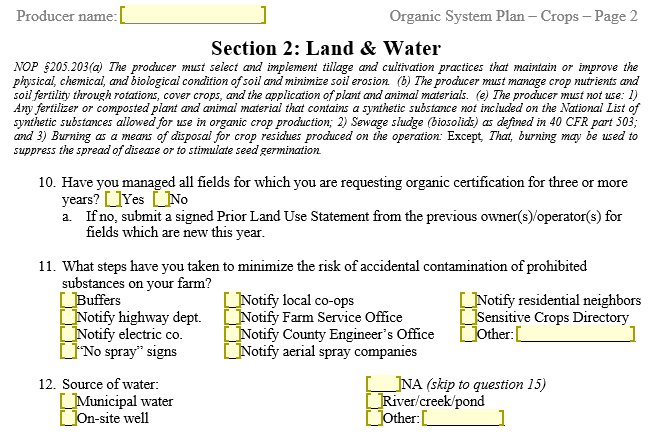 Producer name:
Organic System Plan – Crops – Page 2
Section 2: Land & Water
NOP §205.203(a) The producer must select and implement tillage and cultivation practices that maintain or improve the
physical, chemical, and biological condition of soil and minimize soil erosion. (b) The producer must manage crop nutrients and
soil fertility through rotations, cover crops, and the application of plant and animal materials. (e) The producer must not use: 1)
Any fertilizer or composted plant and animal material that contains a synthetic substance not included on the National List of
synthetic substances allowed for use in organic crop production; 2) Sewage sludge (biosolids) as defined in 40 CFR part 503;
and 3) Burning as a means of disposal for crop residues produced on the operation: Except, That, burning may be used to
suppress the spread of disease or to stimulate seed germination.
10. Have you managed all fields for which you are requesting organic certification for three or more
years? Yes No
a. If no, submit a signed Prior Land Use Statement from the previous owner(s)/operator(s) for
fields which are new this year.
11. What steps have you taken to minimize the risk of accidental contamination of prohibited
substances on your farm?
Buffers Notify local co-ops Notify residential neighbors
Notify highway dept. Notify Farm Service Office Sensitive Crops Directory
Notify electric co. Notify County Engineer's Office Other:
"No spray" signs Notify aerial spray companies
12. Source of water: NA (skip to question 15)
Municipal water River/creek/pond
On-site well Other: